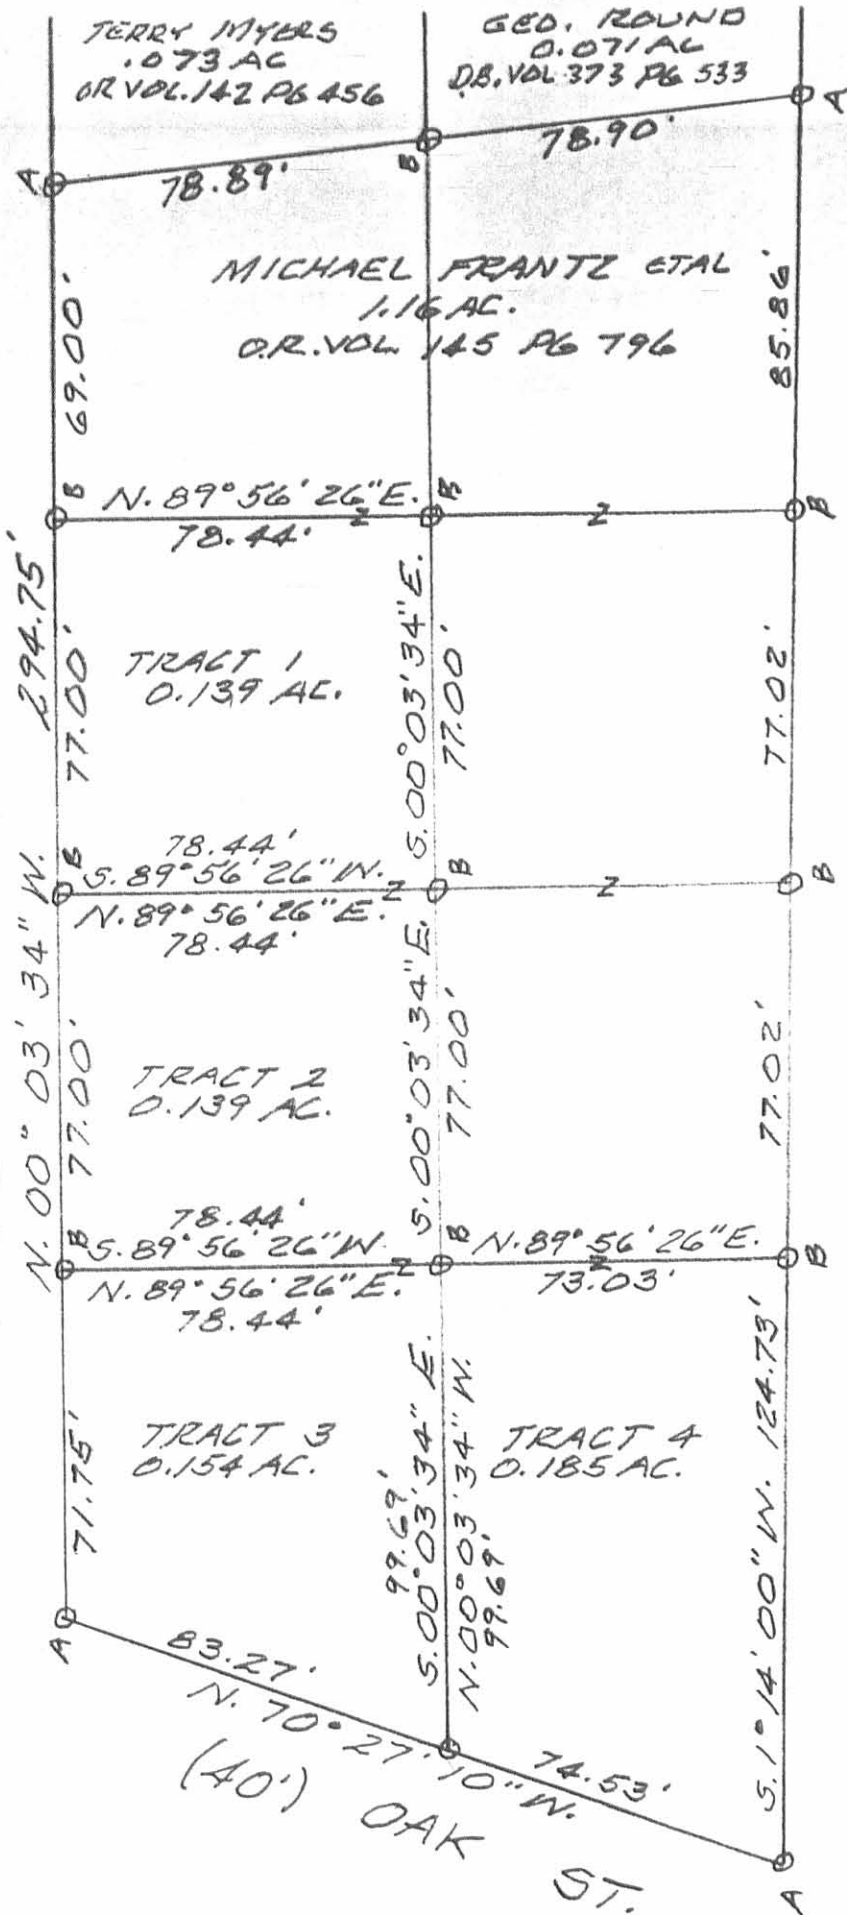 TERRY MYERS
.073 AC
OR VOL. 142 PG 456
GEO. ROUND
0.071 AC
D.B. VOL 373 PG 533
A
B
A
78.89'
78.90'
MICHAEL FRANTZ ETAL
1.16 AC.
O.R. VOL 145 PG 796
69.00'
85.86'
B
N. 89° 56' 26" E.
B
B
78.44'
Z
Z
294.75'
N. 00° 03' 34" W.
77.00'
TRACT 1
0.139 AC.
S. 00° 03' 34" E.
77.00'
77.02'
B
78.44'
S. 89° 56' 26" W.
Z
B
Z
B
N. 89° 56' 26" E.
78.44'
77.00'
TRACT 2
0.139 AC.
S. 00° 03' 34" E.
77.00'
77.02'
B
78.44'
S. 89° 56' 26" W.
Z
B
N. 89° 56' 26" E.
Z
B
N. 89° 56' 26" E.
78.44'
73.03'
71.75'
TRACT 3
0.154 AC.
99.69'
S. 00° 03' 34" E.
N. 00° 03' 34" W.
99.69'
TRACT 4
0.185 AC.
S. 1° 14' 00" W. 124.73'
A
83.27'
N. 70° 27' 10" W.
74.53'
(40') OAK ST.
A